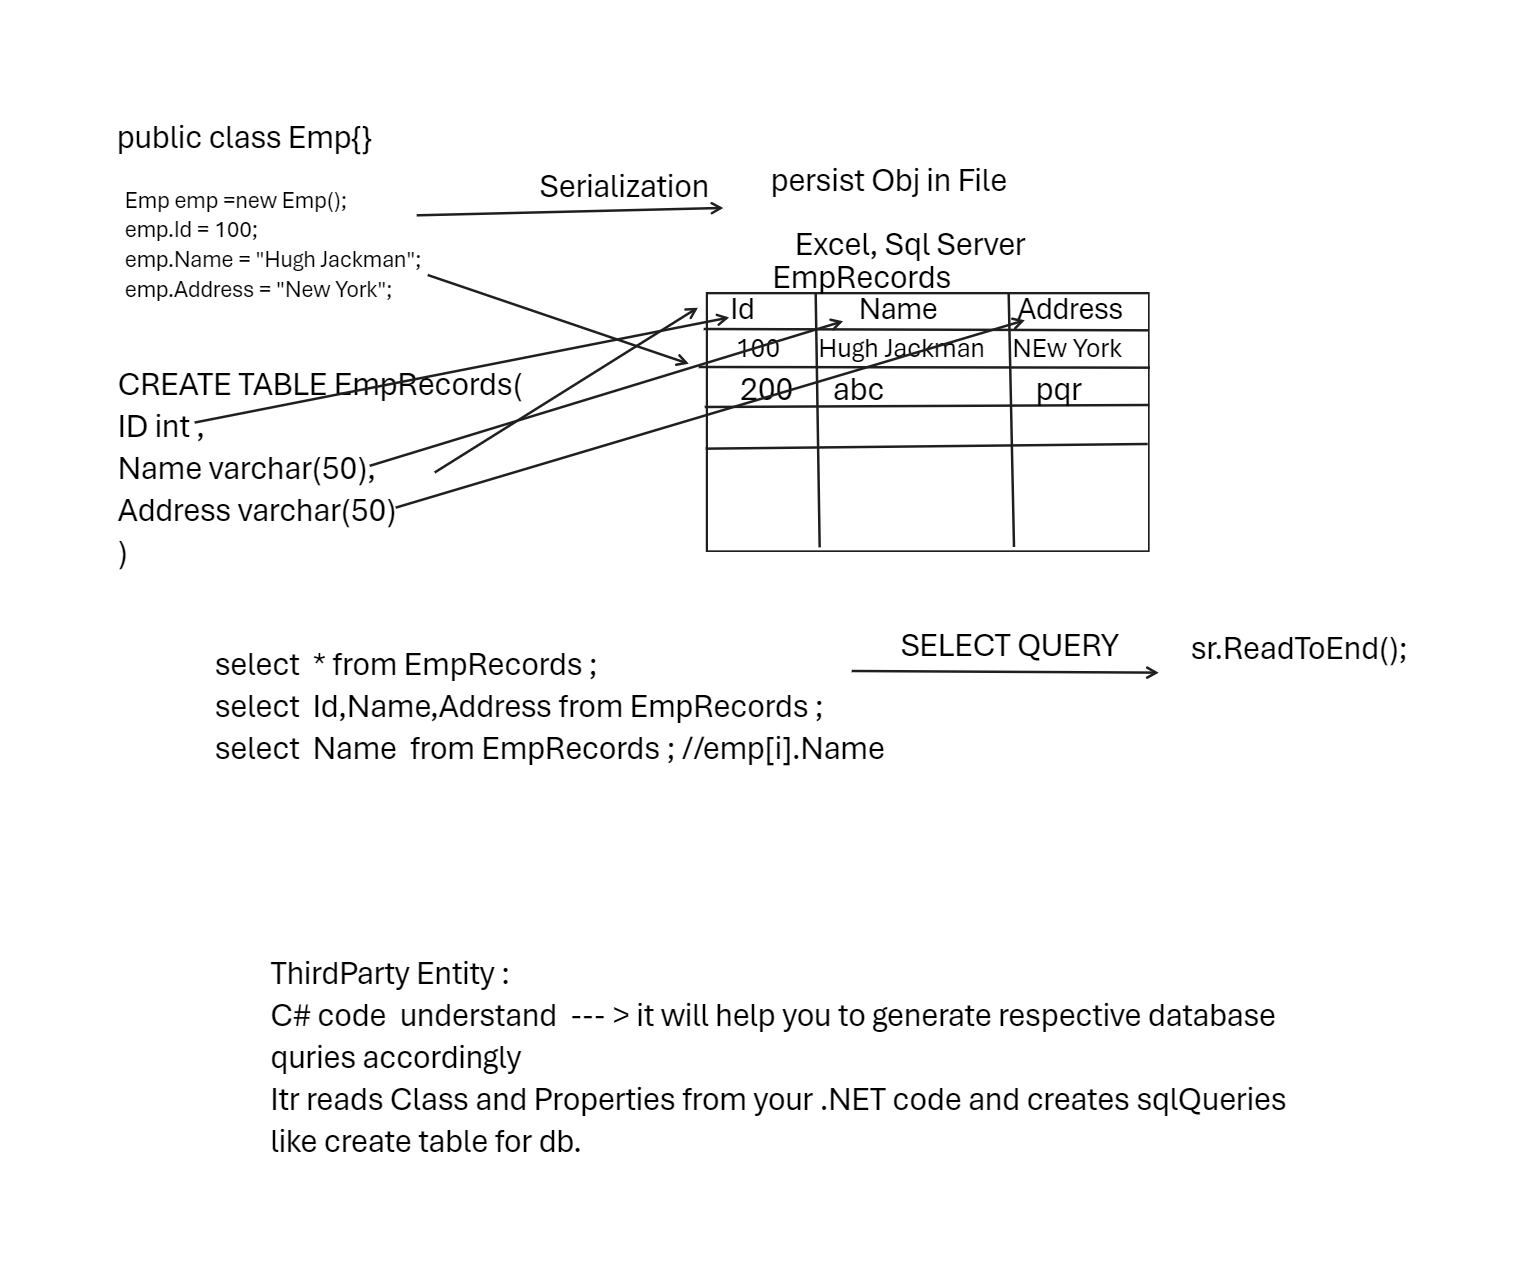 public class Emp{}
Serialization
persist Obj in File
Emp emp =new Emp();
emp.Id = 100;
emp.Name = "Hugh Jackman";
emp.Address = "New York";
Excel, Sql Server
EmpRecords
Id Name Address
100 Hugh Jackman NEw York
200 abc pqr
CREATE TABLE EmpRecords(
ID int ,
Name varchar(50),
Address varchar(50)
)
select  * from EmpRecords ;
select  Id,Name,Address from EmpRecords ;
select  Name  from EmpRecords ; //emp[i].Name
SELECT QUERY
sr.ReadToEnd();
ThirdParty Entity :
C# code  understand  --- > it will help you to generate respective database
quries accordingly
Itr reads Class and Properties from your .NET code and creates sqlQueries
like create table for db.